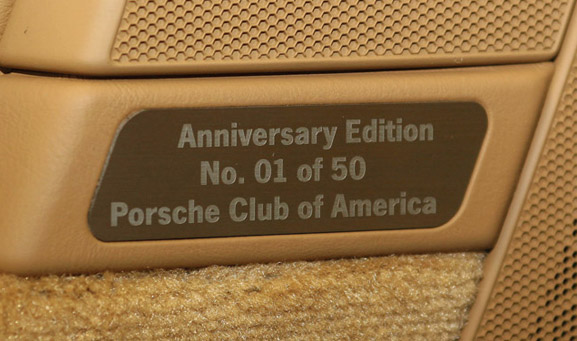 Anniversary Edition
No. 01 of 50
Porsche Club of America